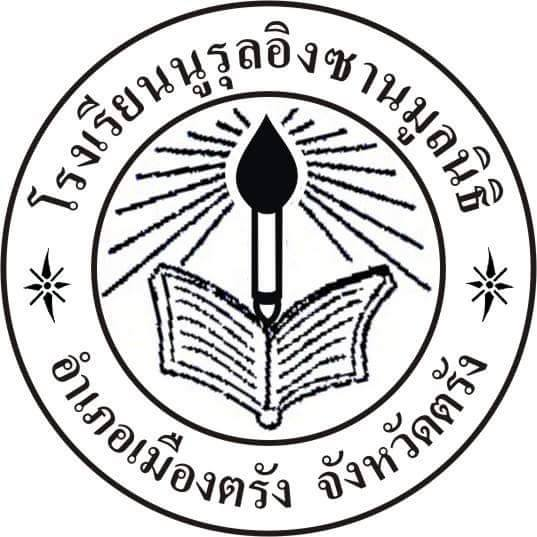 โรงเรียนนูรุลอิงซานมูลนิธิ
อำเภอเมืองตรัง จังหวัดตรัง